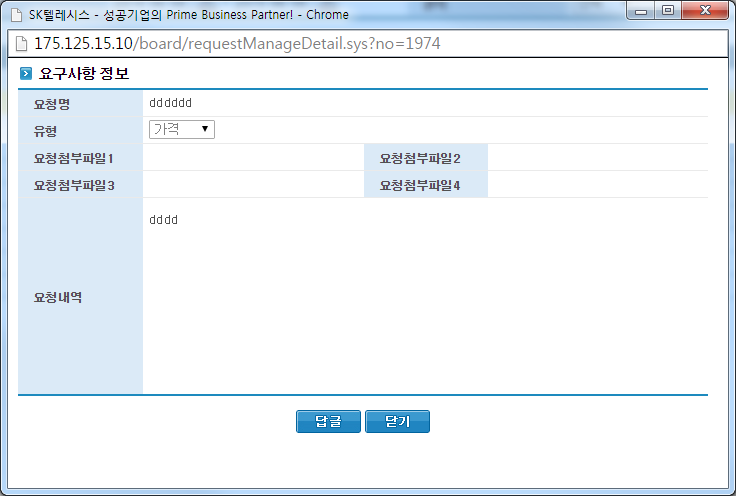 SK텔레시스 - 성공기업의 Prime Business Partner! - Chrome
175.125.15.10/board/requestManageDetail.sys?no=1974
요구사항 정보
요청명 dddddd
유형 가격
요청첨부파일1 요청첨부파일2
요청첨부파일3 요청첨부파일4
dddd
요청내역
답글 닫기